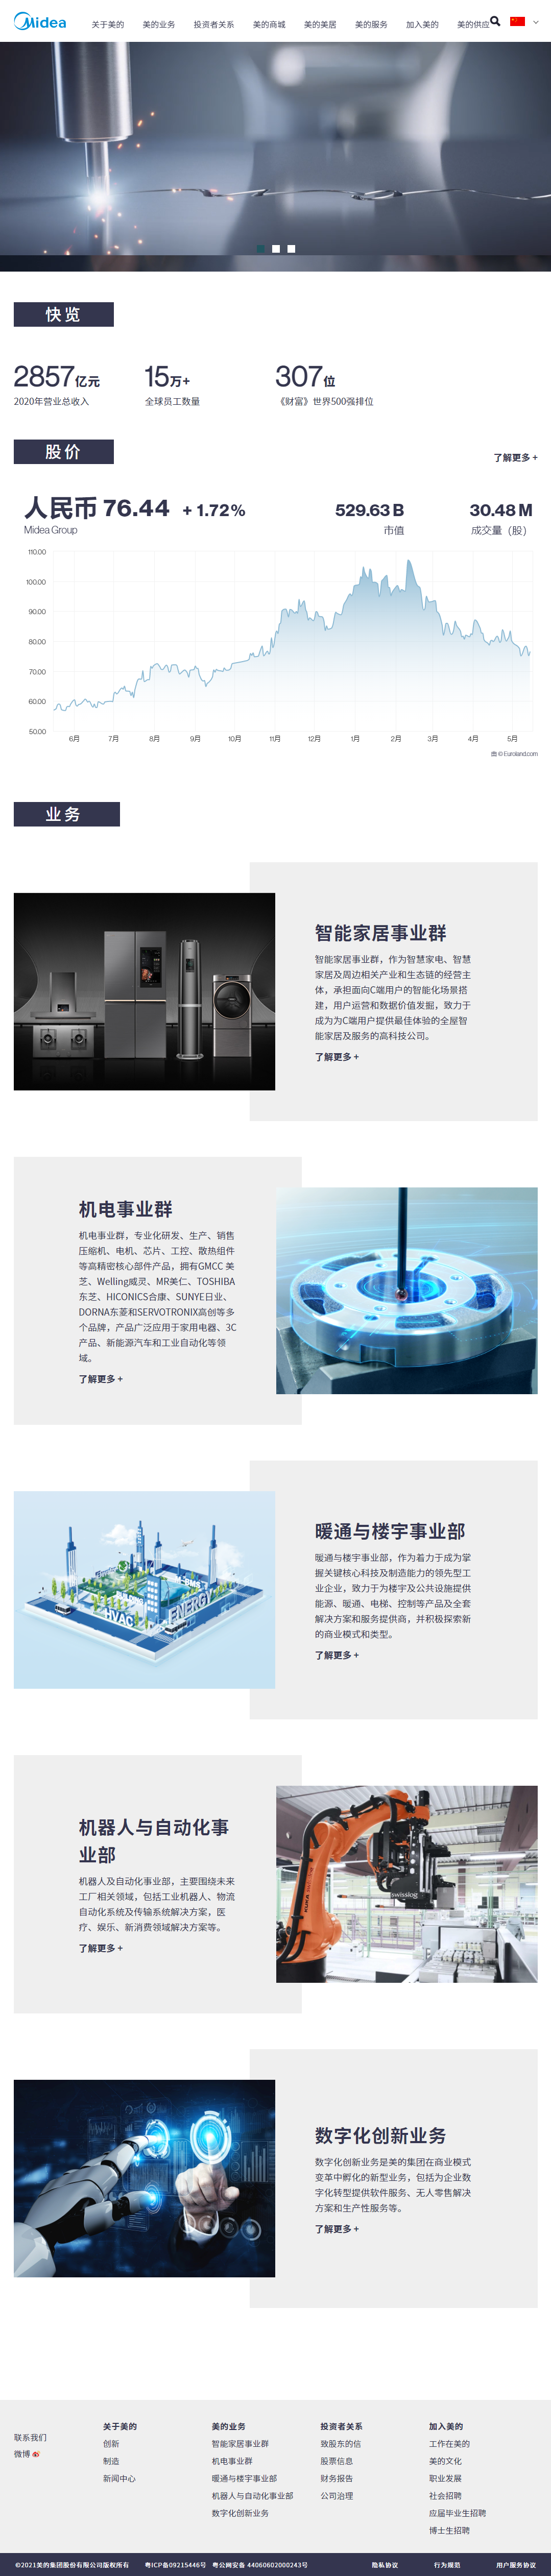 Midea 关于美的 美的业务 投资者关系 美的商城 美的美居 美的服务 加入美的 美的供应
快览
2857亿元 15万+ 307位
2020年营业总收入 全球员工数量 《财富》世界500强排位
股价
了解更多 +
人民币 76.44 + 1.72% 529.63 B 30.48 M
Midea Group 市值 成交量（股）
110.00
100.00
90.00
80.00
70.00
60.00
50.00
6月 7月 8月 9月 10月 11月 12月 1月 2月 3月 4月 5月
© Euroland.com
业务
智能家居事业群
智能家居事业群，作为智慧家电、智慧
家居及周边相关产业和生态链的经营主
体，承担面向C端用户的智能化场景搭
建，用户运营和数据价值发掘，致力于
成为为C端用户提供最佳体验的全屋智
能家居及服务的高科技公司。
了解更多 +
机电事业群
机电事业群，专业化研发、生产、销售
压缩机、电机、芯片、工控、散热组件
等高精密核心部件产品，拥有GMCC 美
芝、Welling威灵、MR美仁、TOSHIBA
东芝、HICONICS合康、SUNYE日业、
DORNA东菱和SERVOTRONIX高创等多
个品牌，产品广泛应用于家用电器、3C
产品、新能源汽车和工业自动化等领
域。
了解更多 +
HVAC
ENERGY
暖通与楼宇事业部
暖通与楼宇事业部，作为着力于成为掌
握关键核心科技及制造能力的领先型工
业企业，致力于为楼宇及公共设施提供
能源、暖通、电梯、控制等产品及全套
解决方案和服务提供商，并积极探索新
的商业模式和类型。
了解更多 +
机器人与自动化事
业部
机器人及自动化事业部，主要围绕未来
工厂相关领域，包括工业机器人、物流
自动化系统及传输系统解决方案，医
疗、娱乐、新消费领域解决方案等。
了解更多 +
swisslog
数字化创新业务
数字化创新业务是美的集团在商业模式
变革中孵化的新型业务，包括为企业数
字化转型提供软件服务、无人零售解决
方案和生产性服务等。
了解更多 +
联系我们
微博
关于美的
创新
制造
新闻中心
美的业务
智能家居事业群
机电事业群
暖通与楼宇事业部
机器人与自动化事业部
数字化创新业务
投资者关系
致股东的信
股票信息
财务报告
公司治理
加入美的
工作在美的
美的文化
职业发展
社会招聘
应届毕业生招聘
博士生招聘
©2021美的集团股份有限公司版权所有 粤ICP备09215446号 粤公网安备 44060602000243号 隐私协议 行为规范 用户服务协议